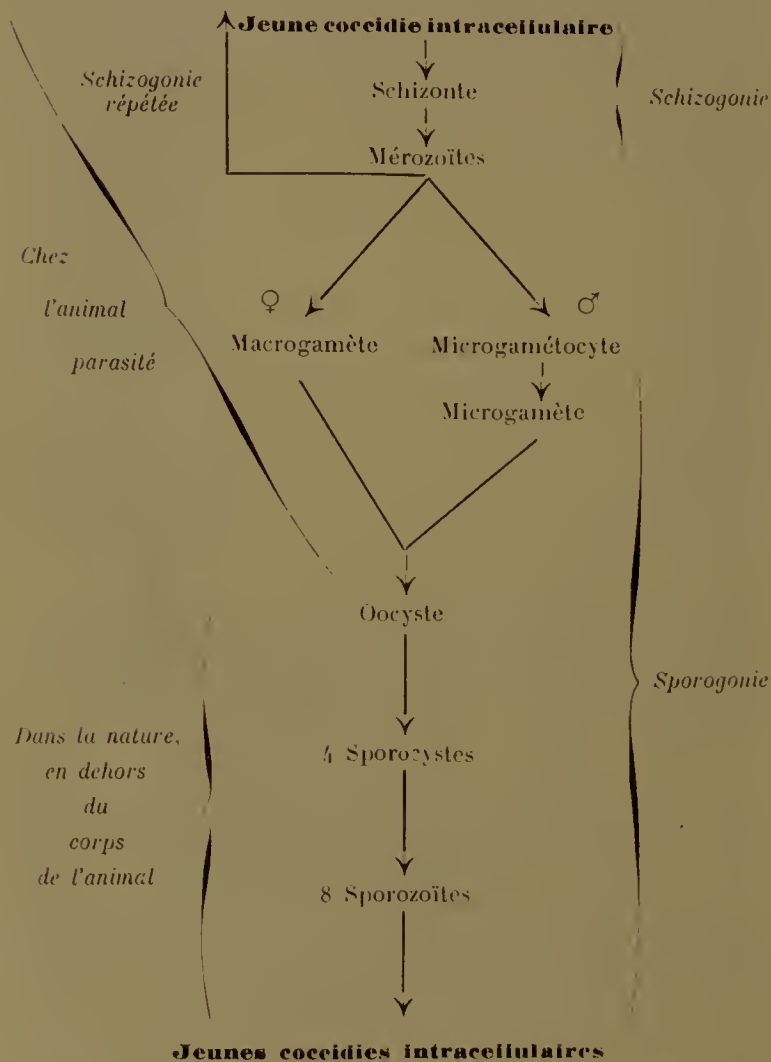 Jeune coccidie intracellulaire
Schizogonie
répétée
Schizonte
Schizogonie
Mérozoïtes
Chez
l'animal
parasité
♀
♂
Macrogamète
Microgamétocyte
Microgamète
Oocyste
Sporogonie
Dans la nature,
en dehors
du
corps
de l'animal
4 Sporocystes
8 Sporozoïtes
Jeunes coccidies intracellulaires